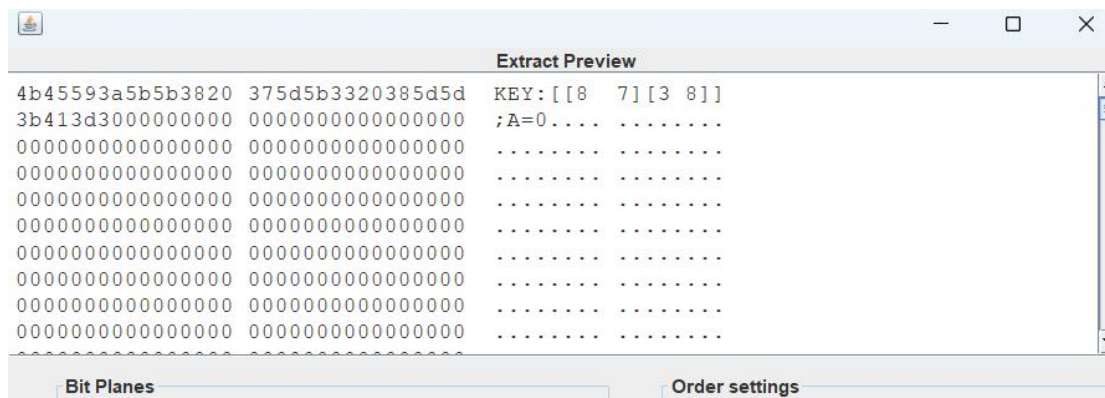 Extract Preview
4b45593a5b5b3820 375d5b3320385d5d KEY:[[8 7][3 8]]
3b413d3000000000 0000000000000000 ;A=0.... ........
0000000000000000 0000000000000000 ........ ........
0000000000000000 0000000000000000 ........ ........
0000000000000000 0000000000000000 ........ ........
0000000000000000 0000000000000000 ........ ........
0000000000000000 0000000000000000 ........ ........
0000000000000000 0000000000000000 ........ ........
0000000000000000 0000000000000000 ........ ........
0000000000000000 0000000000000000 ........ ........
Bit Planes Order settings